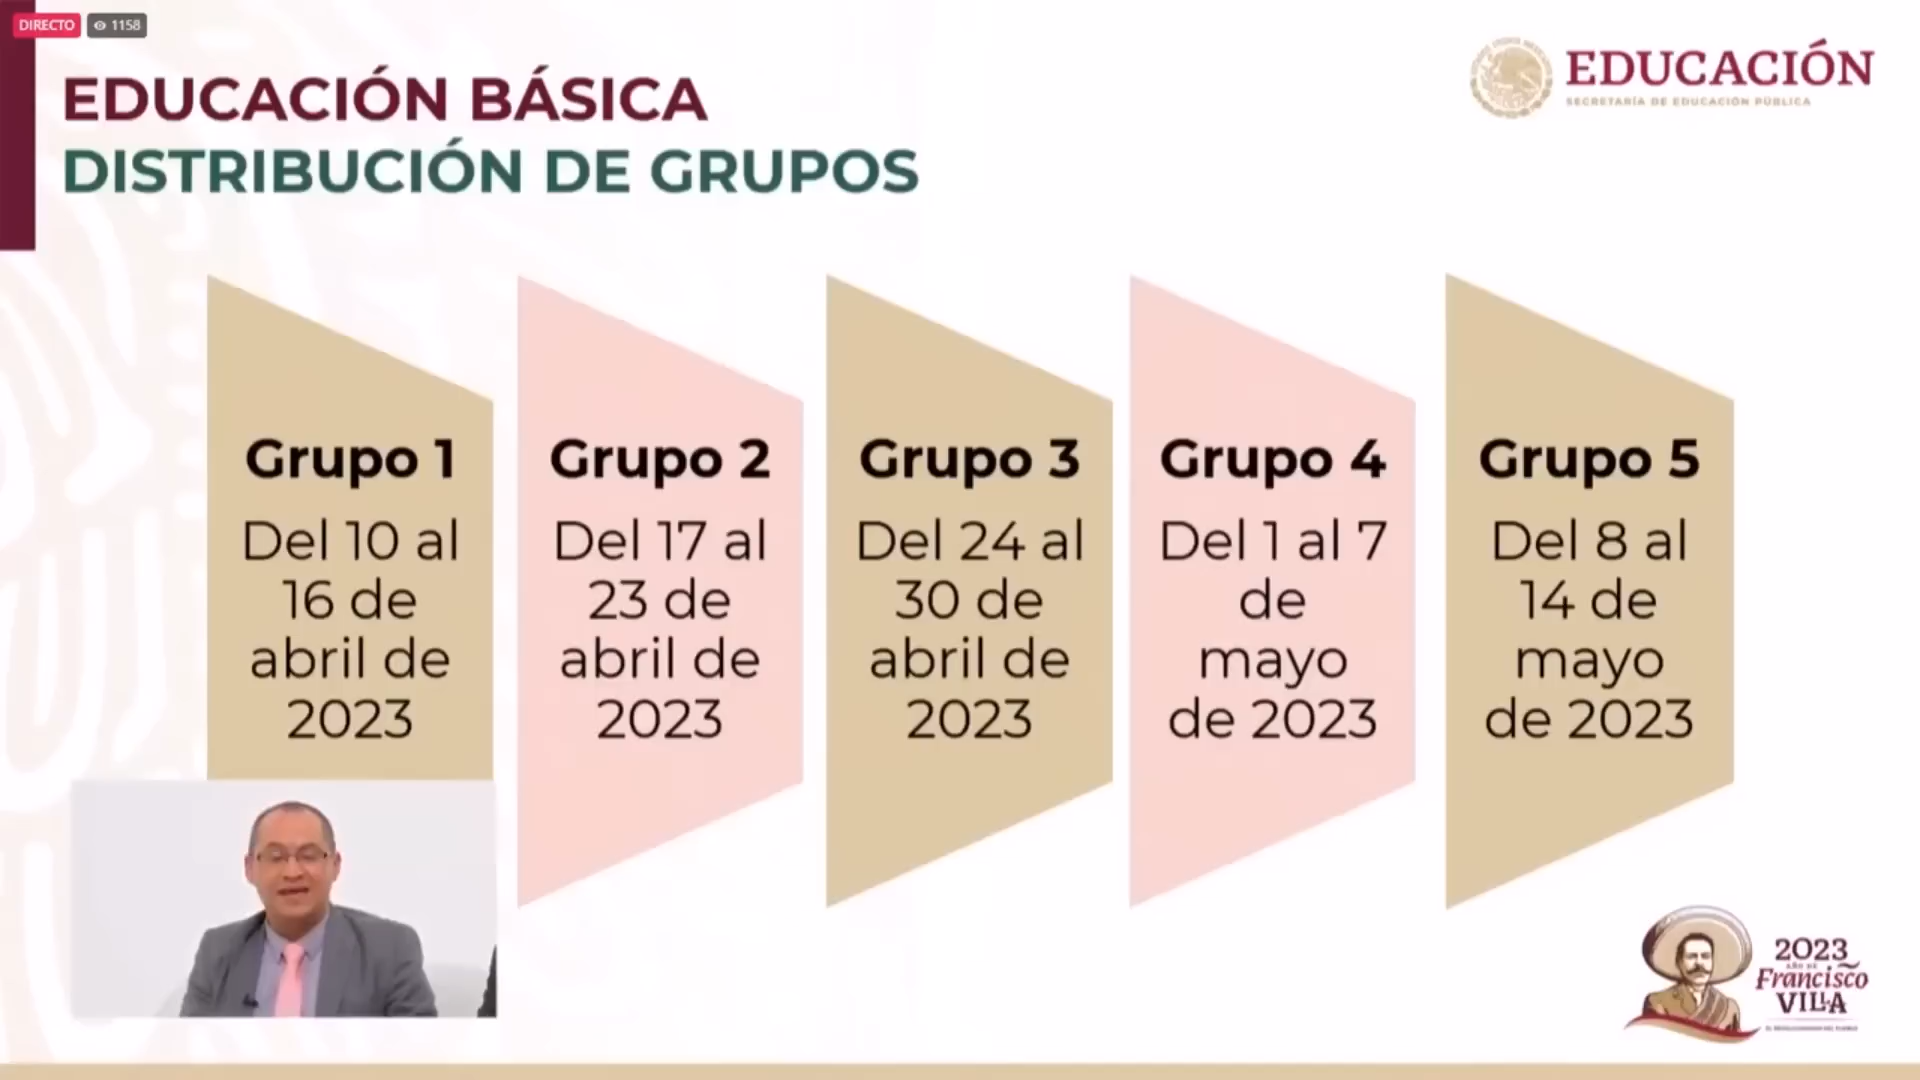 DIRECTO
1158
EDUCACIÓN BÁSICA
DISTRIBUCIÓN DE GRUPOS
EDUCACIÓN
SECRETARÍA DE EDUCACIÓN PÚBLICA
Grupo 1
Del 10 al
16 de
abril de
2023
Grupo 2
Del 17 al
23 de
abril de
2023
Grupo 3
Del 24 al
30 de
abril de
2023
Grupo 4
Del 1 al 7
de
mayo
de 2023
Grupo 5
Del 8 al
14 de
mayo
de 2023
2023
AÑO DE
Francisco
VILLA